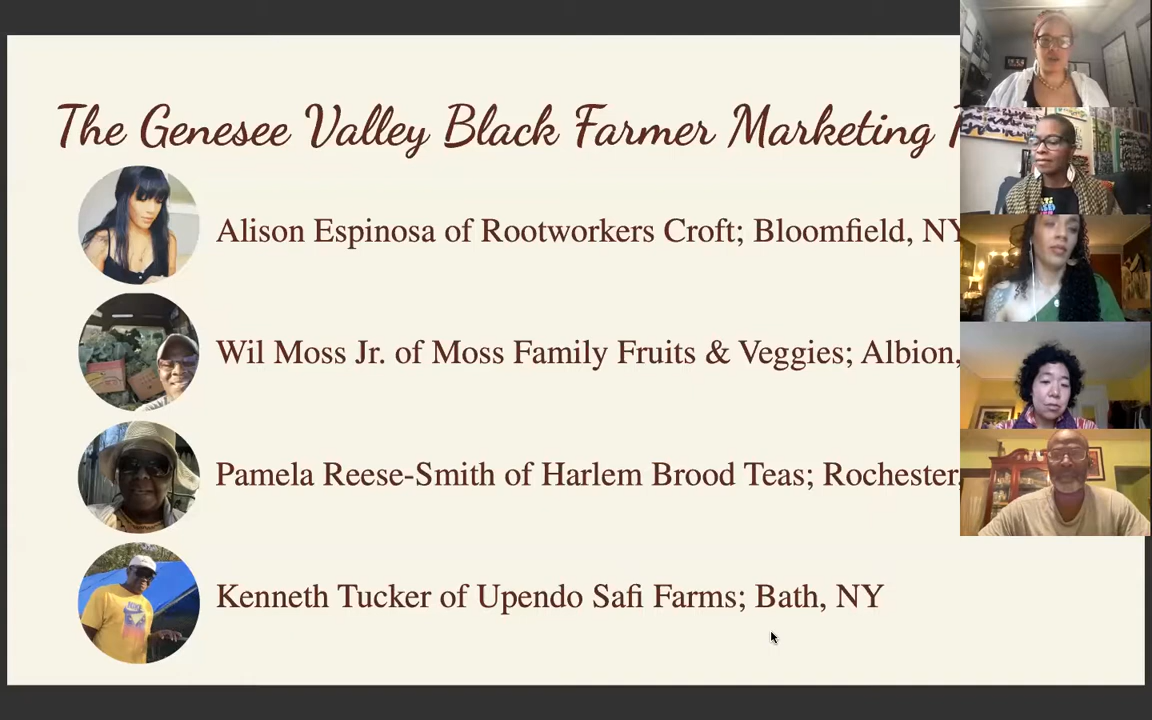 The Genesee Valley Black Farmer Marketing
Alison Espinosa of Rootworkers Croft; Bloomfield, NY
Wil Moss Jr. of Moss Family Fruits & Veggies; Albion,
Pamela Reese-Smith of Harlem Brood Teas; Rochester,
Kenneth Tucker of Upendo Safi Farms; Bath, NY